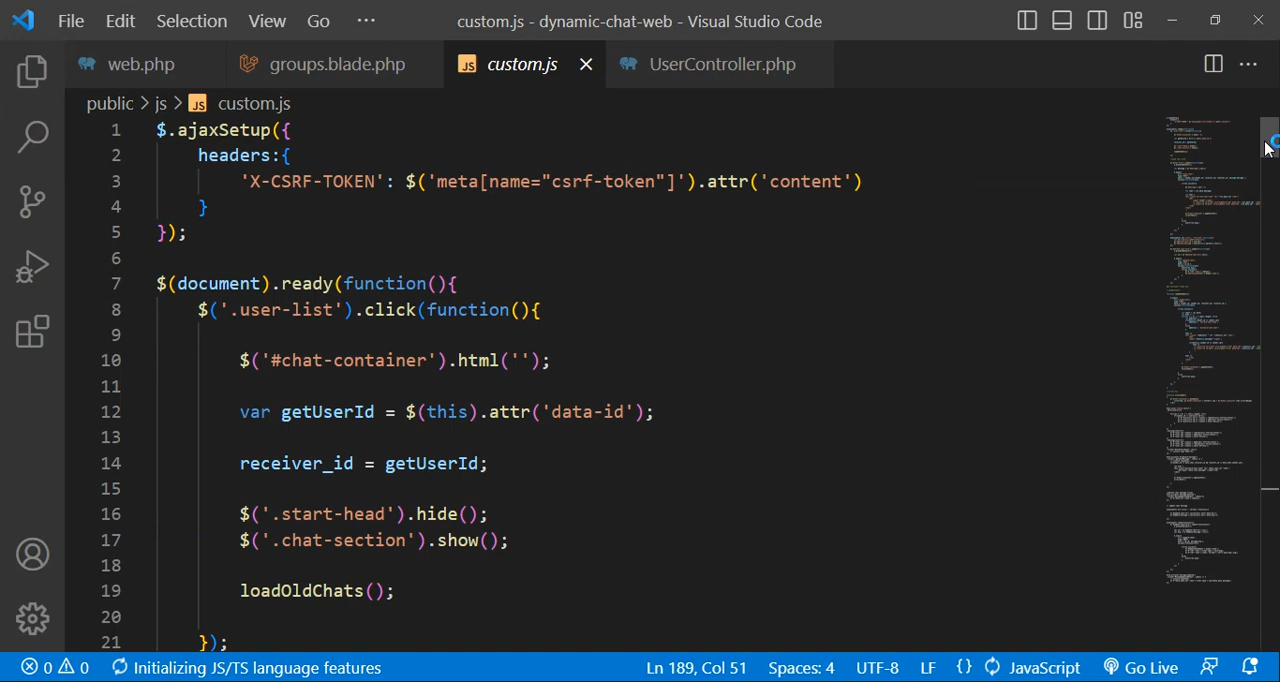 File Edit Selection View Go ··· custom.js - dynamic-chat-web - Visual Studio Code
web.php groups.blade.php JS custom.js UserController.php
public > js > JS custom.js
1 $.ajaxSetup({
2 headers:{
3 'X-CSRF-TOKEN': $('meta[name="csrf-token"]').attr('content')
4 }
5 });
6
7 $(document).ready(function(){
8 $('.user-list').click(function(){
9
10 $('#chat-container').html('');
11
12 var getUserId = $(this).attr('data-id');
13
14 receiver_id = getUserId;
15
16 $('.start-head').hide();
17 $('.chat-section').show();
18
19 loadOldChats();
20
21 });
0 0 Initializing JS/TS language features Ln 189, Col 51 Spaces: 4 UTF-8 LF {} JavaScript Go Live